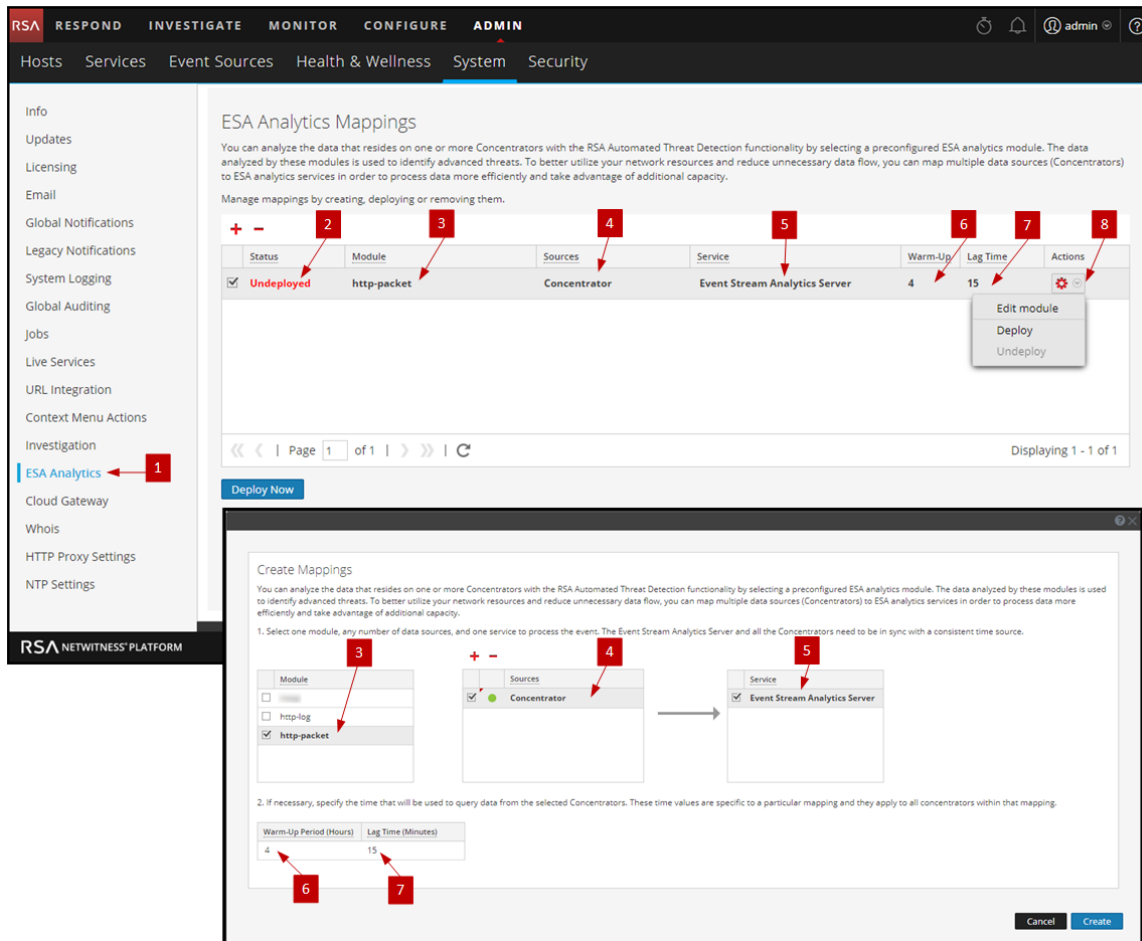 RSA RESPOND INVESTIGATE MONITOR CONFIGURE ADMIN admin
Hosts Services Event Sources Health & Wellness System Security
Info
Updates
Licensing
Email
Global Notifications
Legacy Notifications
System Logging
Global Auditing
Jobs
Live Services
URL Integration
Context Menu Actions
Investigation
ESA Analytics 1
Cloud Gateway
Whois
HTTP Proxy Settings
NTP Settings
RSA NETWITNESS® PLATFORM
ESA Analytics Mappings
You can analyze the data that resides on one or more Concentrators with the RSA Automated Threat Detection functionality by selecting a preconfigured ESA analytics module. The data
analyzed by these modules is used to identify advanced threats. To better utilize your network resources and reduce unnecessary data flow, you can map multiple data sources (Concentrators)
to ESA analytics services in order to process data more efficiently and take advantage of additional capacity.
Manage mappings by creating, deploying or removing them.
+ − 2 3 4 5 6 7 8
Status Module Sources Service Warm-Up Lag Time Actions
Undeployed http-packet Concentrator Event Stream Analytics Server 4 15
Edit module
Deploy
Undeploy
Page 1 of 1 Displaying 1 - 1 of 1
Deploy Now
Create Mappings
You can analyze the data that resides on one or more Concentrators with the RSA Automated Threat Detection functionality by selecting a preconfigured ESA analytics module. The data analyzed by these modules is used
to identify advanced threats. To better utilize your network resources and reduce unnecessary data flow, you can map multiple data sources (Concentrators) to ESA analytics services in order to process data more
efficiently and take advantage of additional capacity.
1. Select one module, any number of data sources, and one service to process the event. The Event Stream Analytics Server and all the Concentrators need to be in sync with a consistent time source.
3 + − 4 5
Module Sources Service
Concentrator Event Stream Analytics Server
http-log
http-packet
2. If necessary, specify the time that will be used to query data from the selected Concentrators. These time values are specific to a particular mapping and they apply to all concentrators within that mapping.
Warm-Up Period (Hours) Lag Time (Minutes)
4 15
6 7
Cancel Create